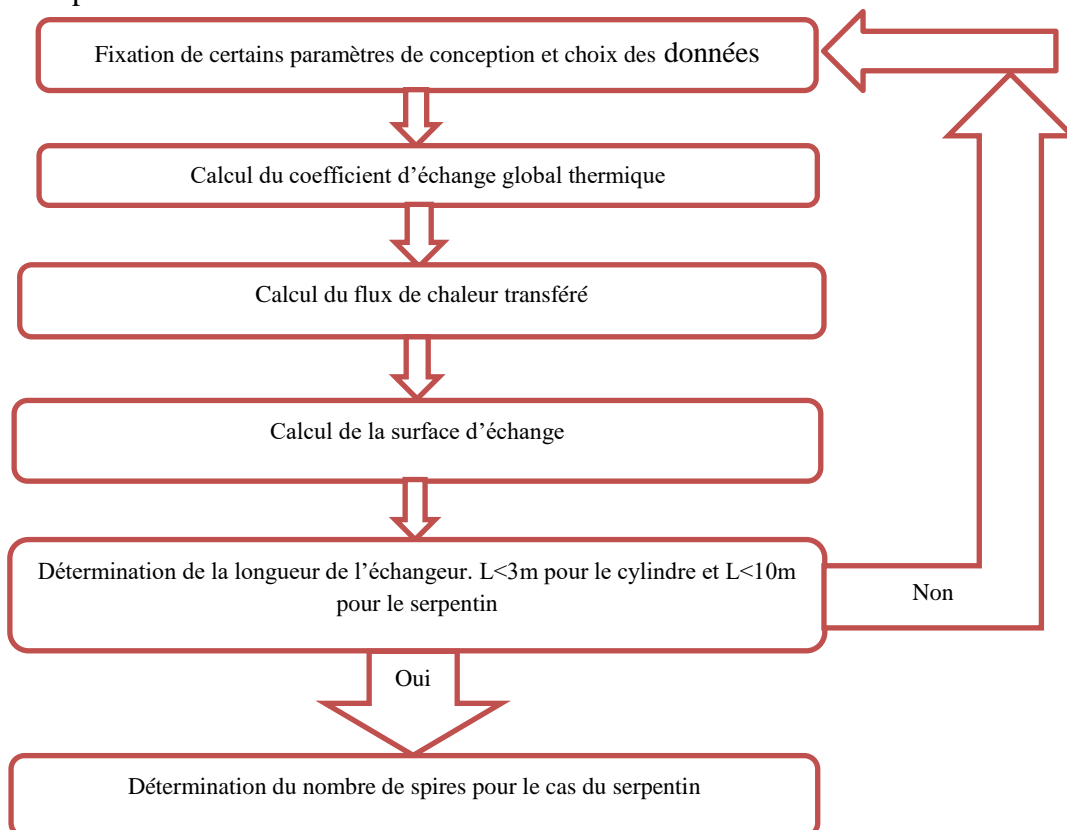 Fixation de certains paramètres de conception et choix des données
Calcul du coefficient d'échange global thermique
Calcul du flux de chaleur transféré
Calcul de la surface d'échange
Détermination de la longueur de l'échangeur. L<3m pour le cylindre et L<10m
pour le serpentin
Non
Oui
Détermination du nombre de spires pour le cas du serpentin